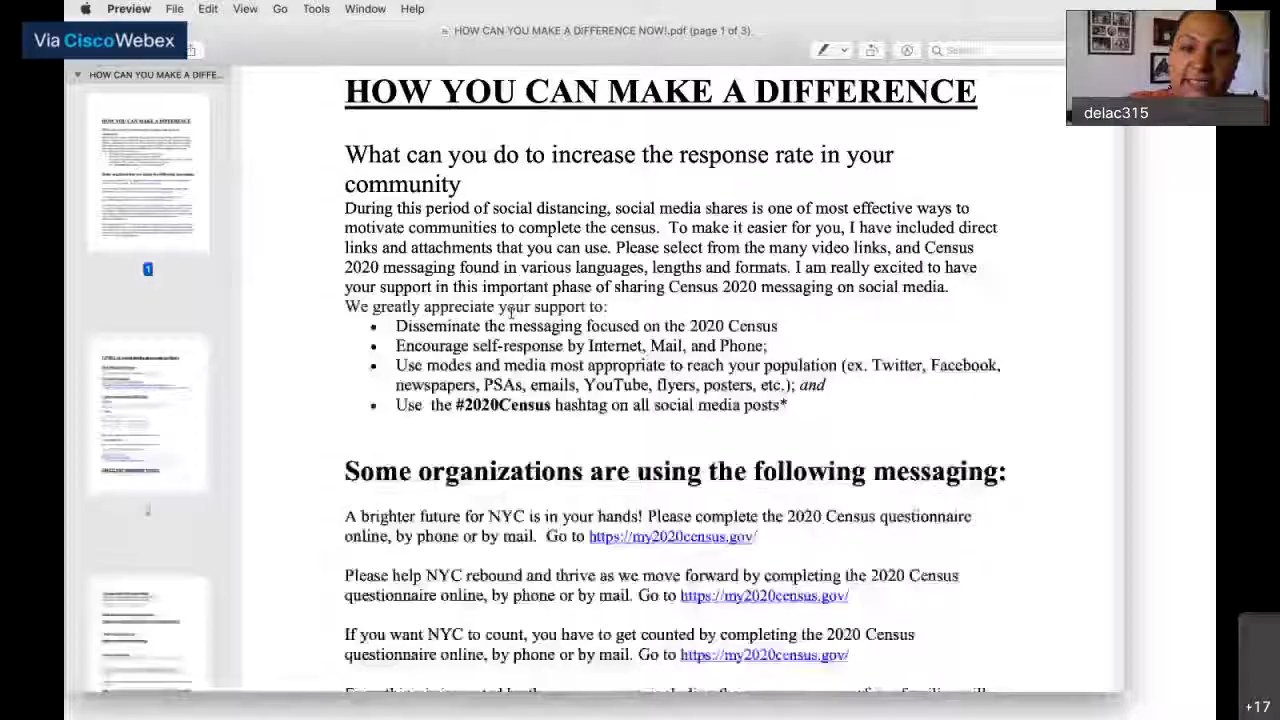 Preview File Edit View Go Tools Window Help
Via CiscoWebex
HOW CAN YOU MAKE A DIFFERENCE NOW!.pdf (page 1 of 3)
Search
HOW CAN YOU MAKE A DIFFE...
delac315
HOW YOU CAN MAKE A DIFFERENCE
What can you do to the response rate in your
community
During this period of social distancing, social media shares is one of most effective ways to
motivate communities to complete the census. To make it easier for you, I have included direct
links and attachments that you can use. Please select from the many video links, and Census
2020 messaging found in various languages, lengths and formats. I am really excited to have
your support in this important phase of sharing Census 2020 messaging on social media.
We greatly appreciate your support to:
• Disseminate the messaging focused on the 2020 Census
• Encourage self-response by Internet, Mail, and Phone;
• Use modes and most appropriate to reach your population (ex. Twitter, Facebook,
newspapers, PSAs, emails, YouTube, flyers, posters, etc.); and
Use the #2020Census hashtag on all social media posts*
Some organizations are using the following messaging:
A brighter future for NYC is in your hands! Please complete the 2020 Census questionnaire
online, by phone or by mail. Go to https://my2020census.gov/
Please help NYC rebound and thrive as we move forward by completing the 2020 Census
questionnaire online, by phone or by mail. Go to https://my2020census.gov/
If you want NYC to count, we have to get counted by completing the 2020 Census
questionnaire online, by phone or by mail. Go to https://my2020census.gov/
1
+17